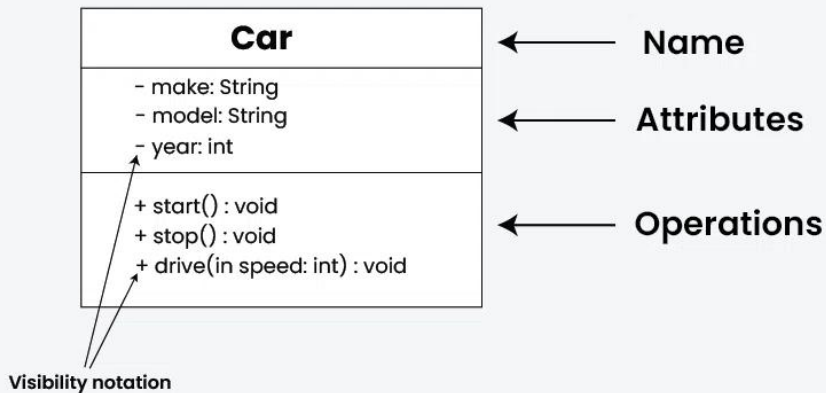 Car
- make: String
- model: String
- year: int
+ start() : void
+ stop() : void
+ drive(in speed: int) : void
Name
Attributes
Operations
Visibility notation